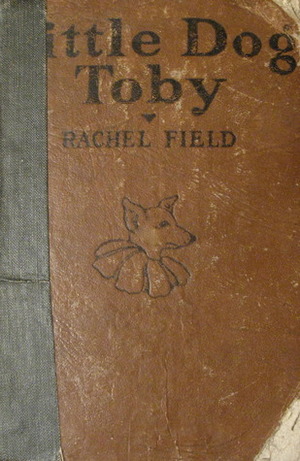 ittle Dog
Toby
RACHEL FIELD